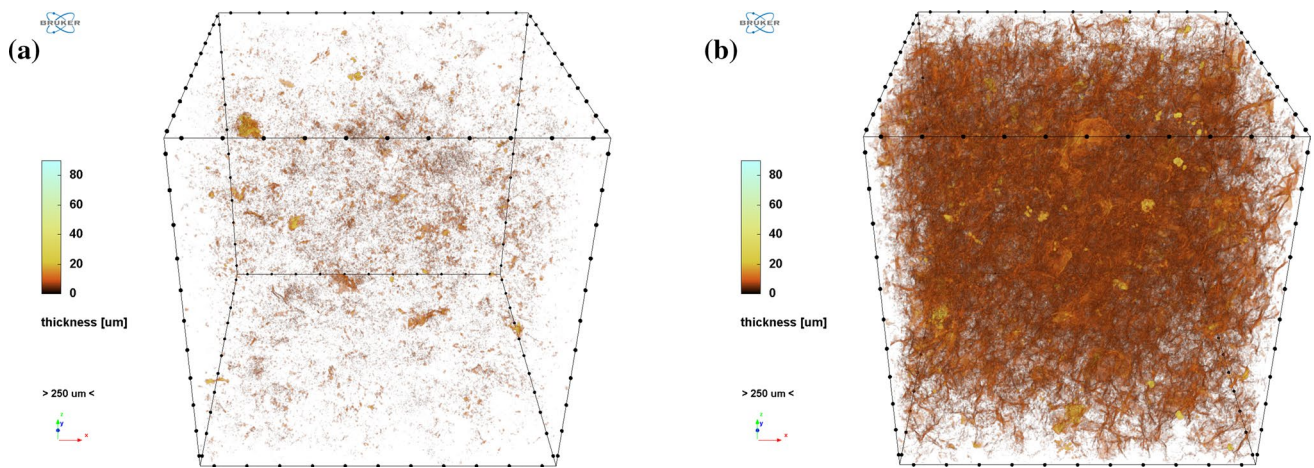 BRUKER
(a)
80
60
40
20
0
thickness [um]
> 250 um <
z
y
x
BRUKER
(b)
80
60
40
20
0
thickness [um]
> 250 um <
z
y
x